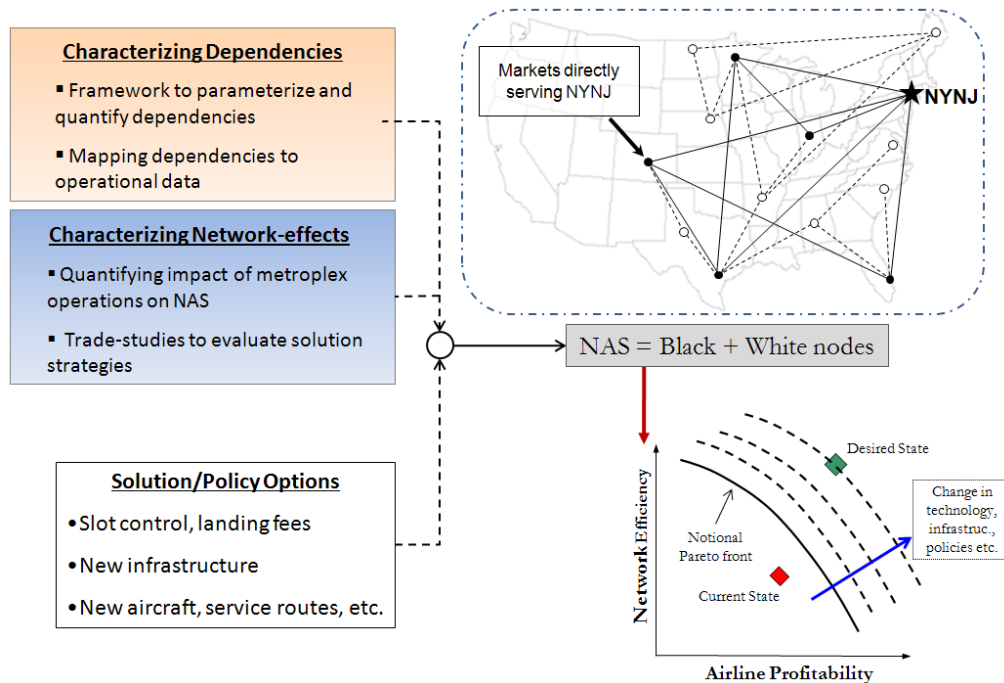 Characterizing Dependencies
▪ Framework to parameterize and
quantify dependencies
▪ Mapping dependencies to
operational data
Characterizing Network-effects
▪ Quantifying impact of metroplex
operations on NAS
▪ Trade-studies to evaluate solution
strategies
Solution/Policy Options
•Slot control, landing fees
•New infrastructure
•New aircraft, service routes, etc.
Markets directly
serving NYNJ
NYNJ
NAS = Black + White nodes
Network Efficiency
Desired State
Change in
technology,
infrastruc.,
policies etc.
Notional
Pareto front
Current State
Airline Profitability